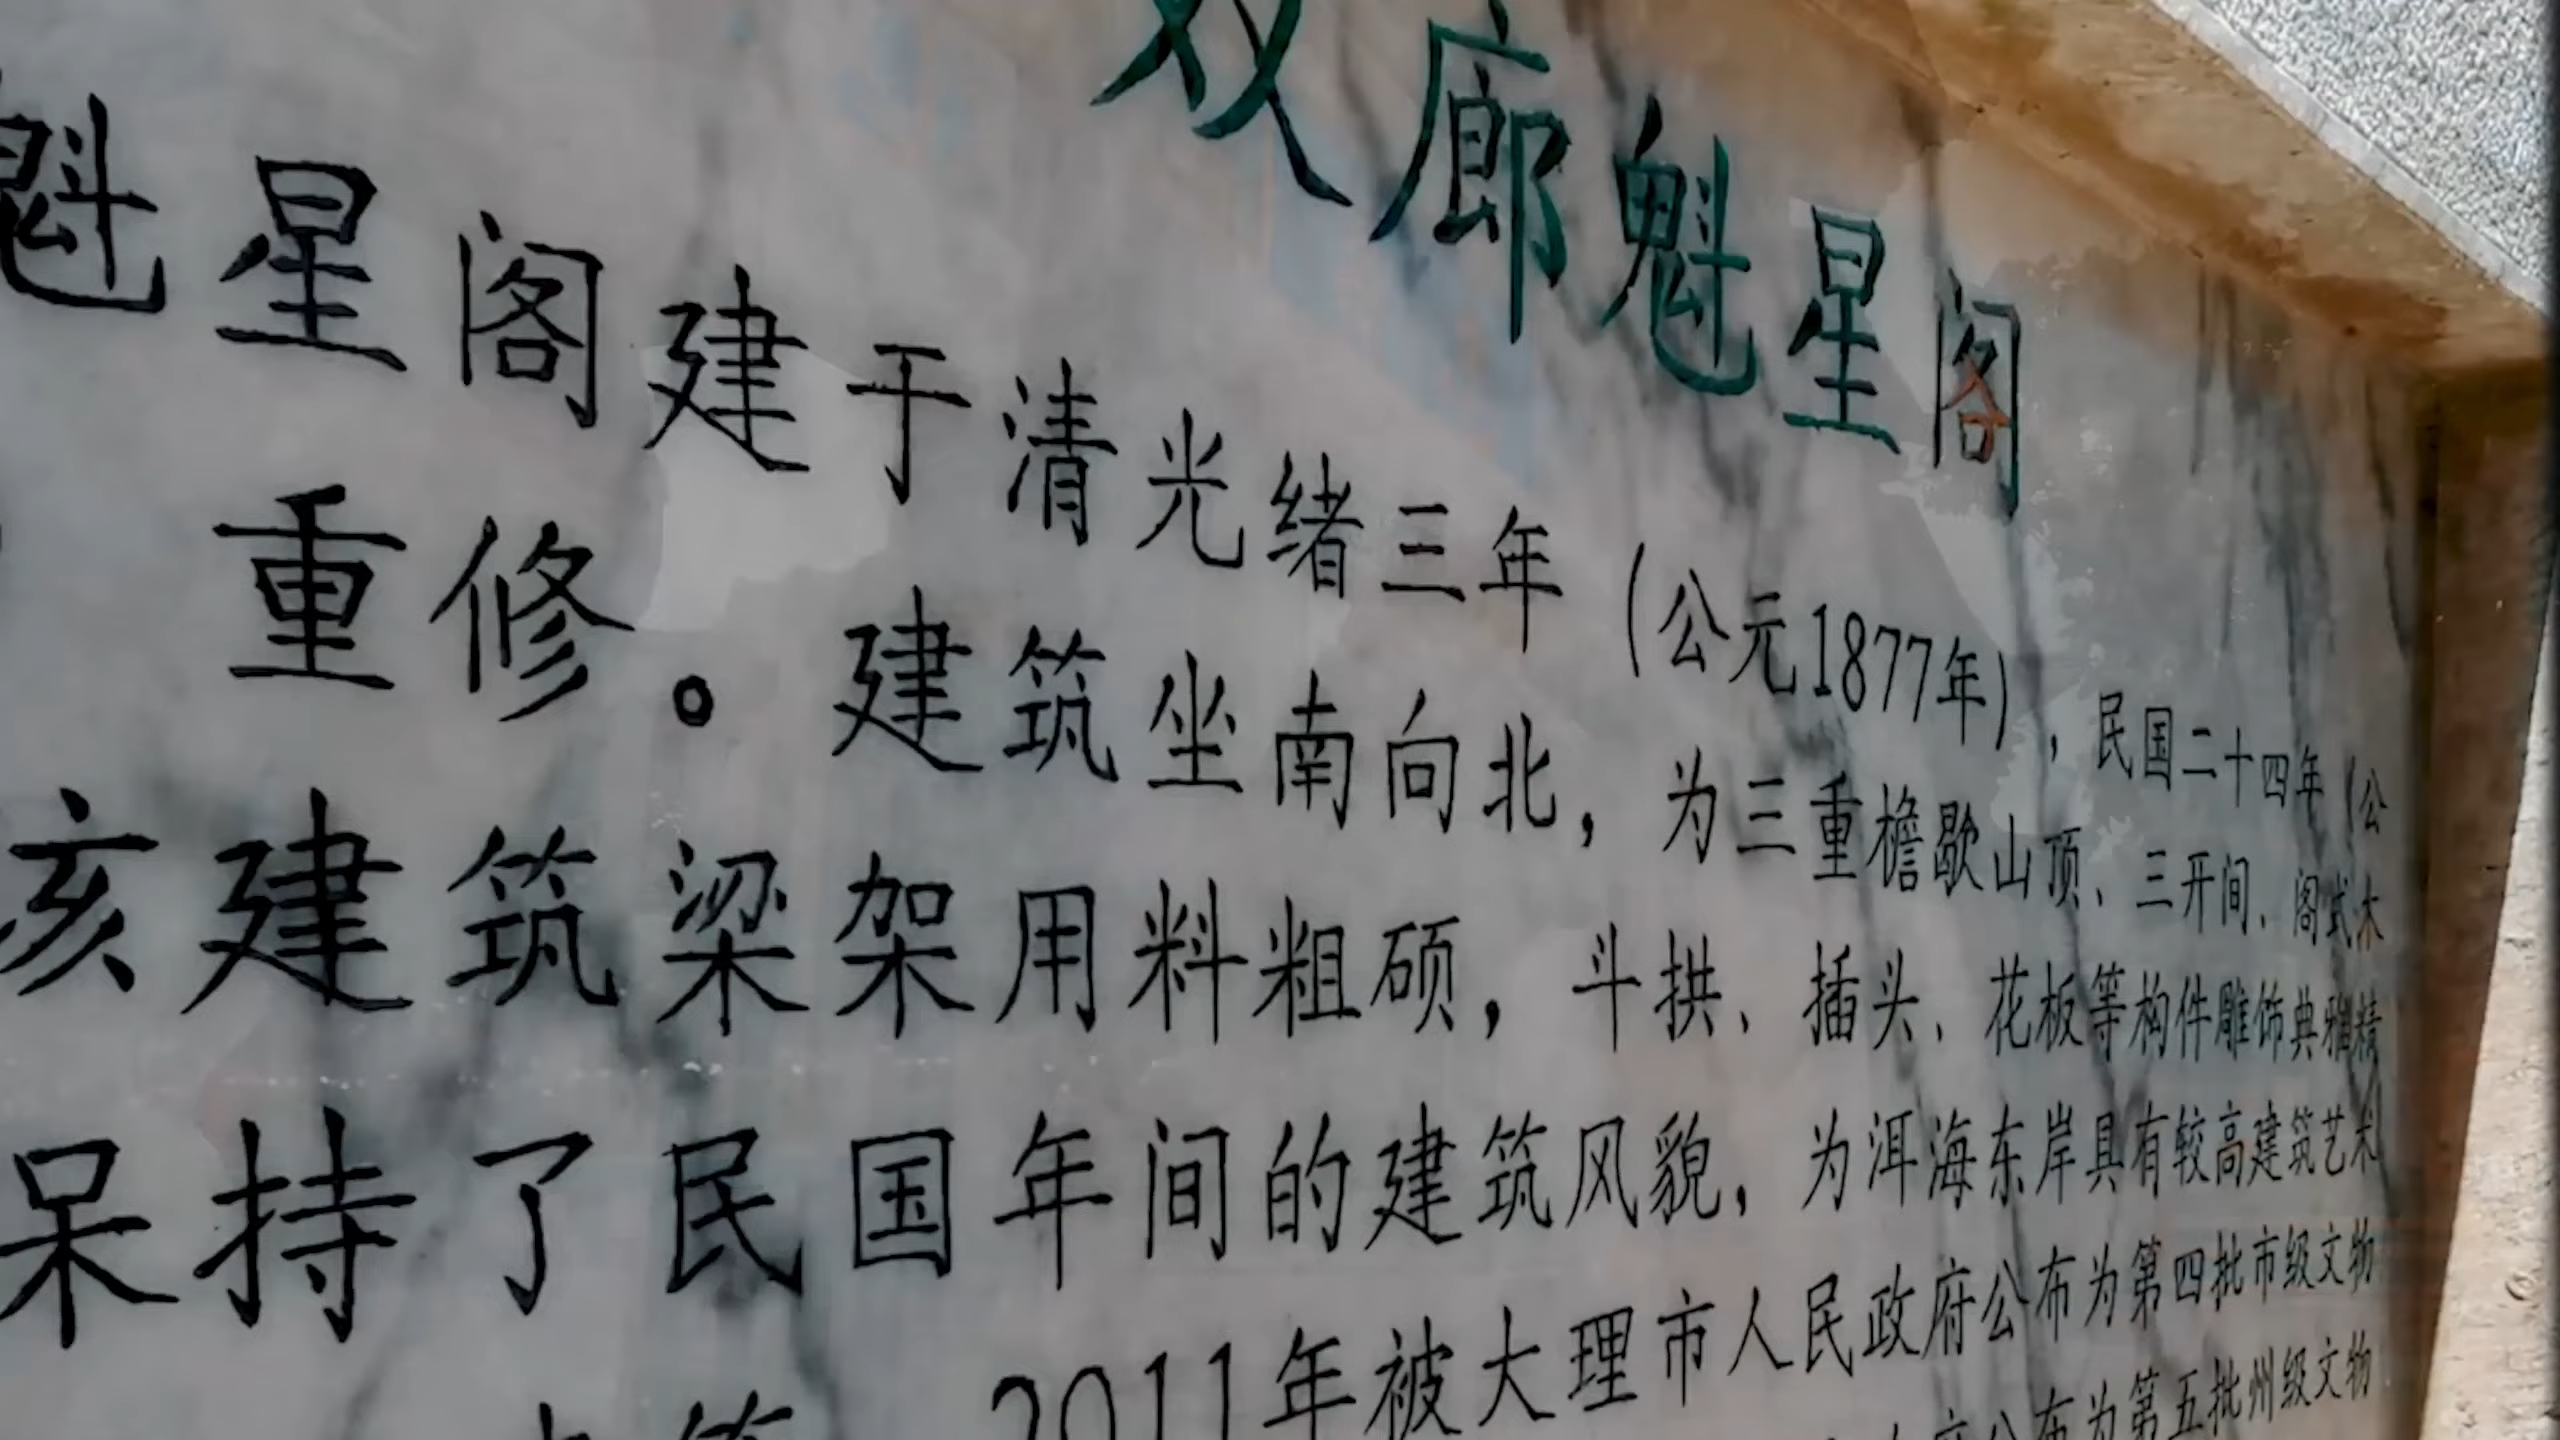 双廊魁星阁
魁星阁建于清光绪三年（公元1877年），民国二十四年（公
重修。建筑坐南向北，为三重檐歇山顶、三开间、阁式木
该建筑梁架用料粗硕，斗拱、插头、花板等构件雕饰典雅精
保持了民国年间的建筑风貌，为洱海东岸具有较高建筑艺术
2011年被大理市人民政府公布为第四批市级文物
公布为第五批州级文物